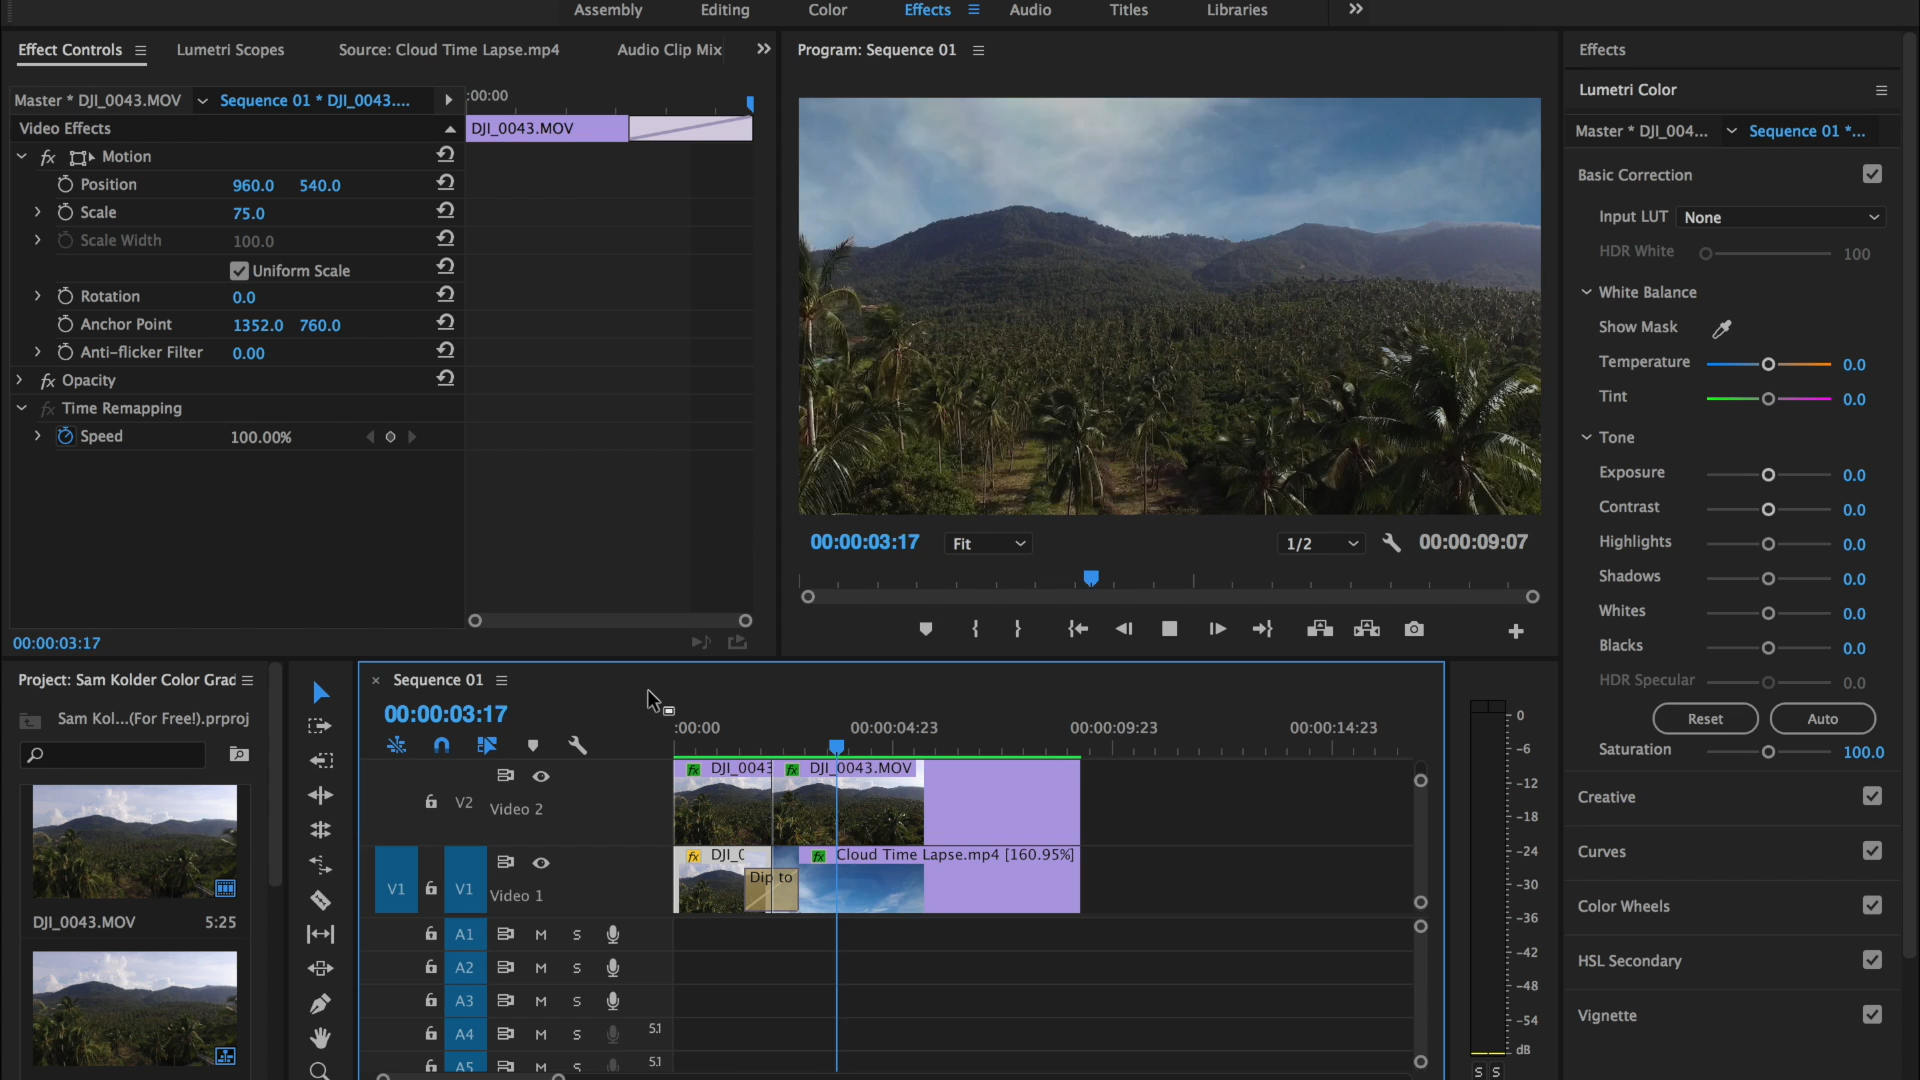 Assembly Editing Color Effects Audio Titles Libraries
Effect Controls Lumetri Scopes Source: Cloud Time Lapse.mp4 Audio Clip Mix
Master * DJI_0043.MOV Sequence 01 * DJI_0043....
:00:00
Video Effects
DJI_0043.MOV
fx Motion
Position 960.0 540.0
Scale 75.0
Scale Width 100.0
Uniform Scale
Rotation 0.0
Anchor Point 1352.0 760.0
Anti-flicker Filter 0.00
fx Opacity
fx Time Remapping
Speed 100.00%
00:00:03:17
Program: Sequence 01
00:00:03:17 Fit 1/2 00:00:09:07
Effects
Lumetri Color
Master * DJI_004... Sequence 01 *...
Basic Correction
Input LUT None
HDR White 100
White Balance
Show Mask
Temperature 0.0
Tint 0.0
Tone
Exposure 0.0
Contrast 0.0
Highlights 0.0
Shadows 0.0
Whites 0.0
Blacks 0.0
HDR Specular 0.0
Reset Auto
Saturation 100.0
Creative
Curves
Color Wheels
HSL Secondary
Vignette
Project: Sam Kolder Color Grad
Sam Kol...(For Free!).prproj
DJI_0043.MOV 5:25
× Sequence 01
00:00:03:17
:00:00 00:00:04:23 00:00:09:23 00:00:14:23
V2 Video 2
fx DJI_0043 fx DJI_0043.MOV
V1 V1 Video 1
fx DJI_0 fx Cloud Time Lapse.mp4 [160.95%]
Dip to
A1 M S
A2 M S
A3 M S
A4 M S 5.1
A5 M S 5.1
0
-6
-12
-18
-24
-30
-36
-42
-48
-54
dB
S S